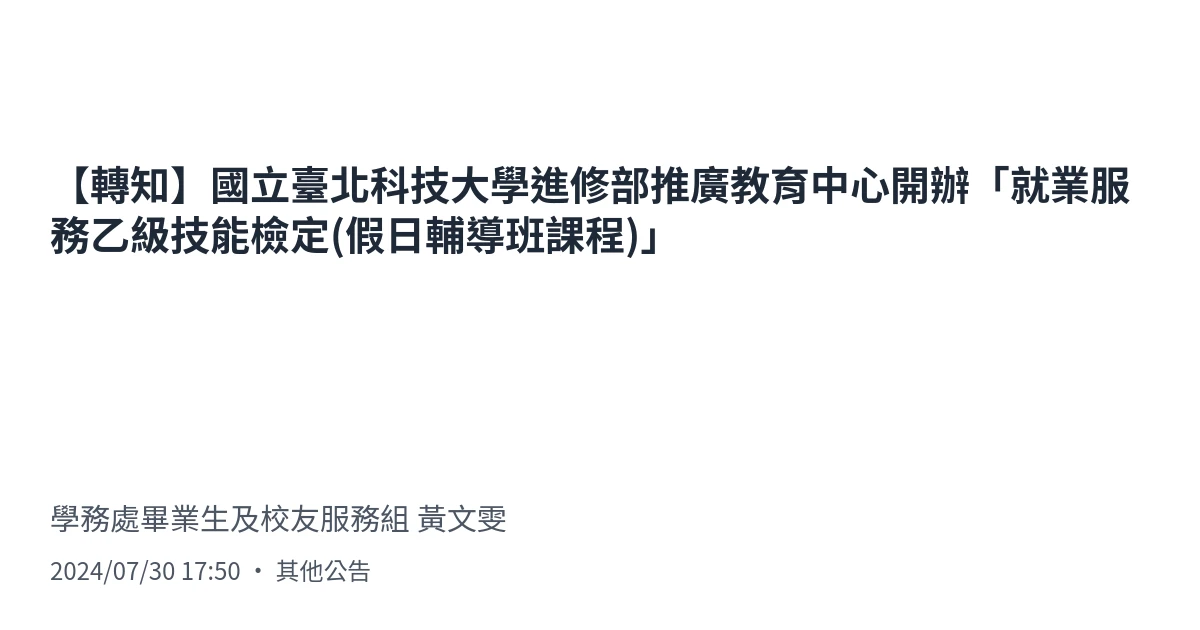 【轉知】國立臺北科技大學進修部推廣教育中心開辦「就業服
務乙級技能檢定(假日輔導班課程)」
學務處畢業生及校友服務組 黃文雯
2024/07/30 17:50 • 其他公告